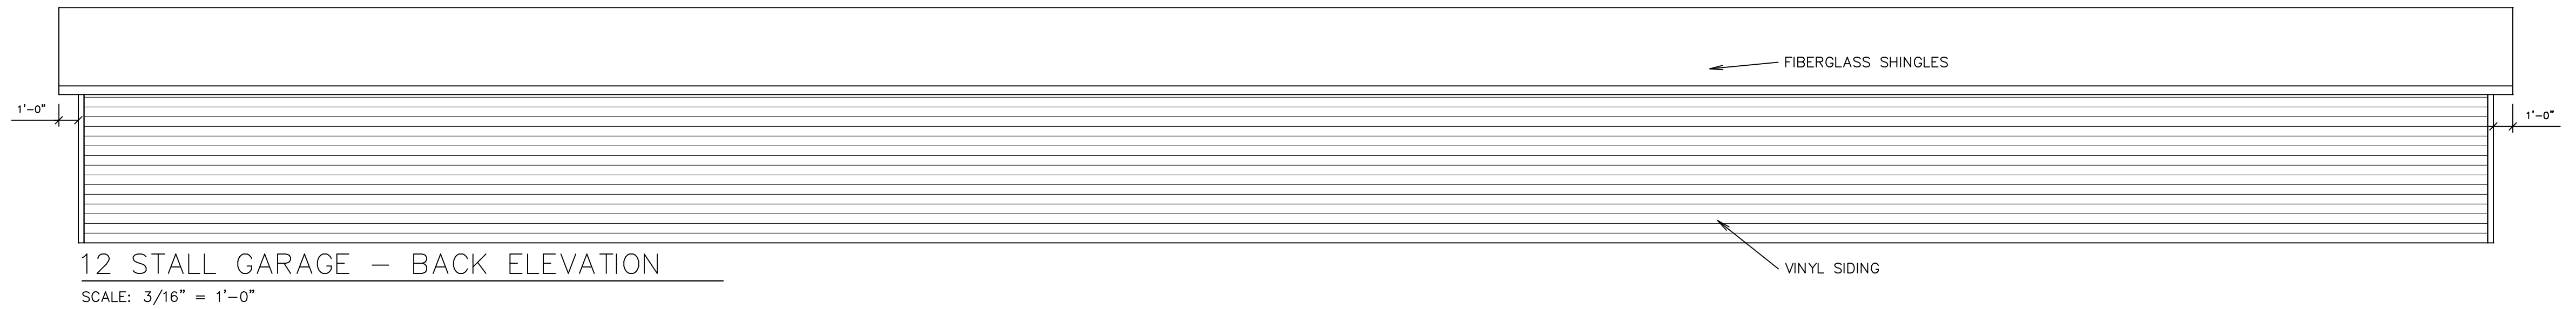 FIBERGLASS SHINGLES
1'-0"
1'-0"
12 STALL GARAGE - BACK ELEVATION
VINYL SIDING
SCALE: 3/16" = 1'-0"